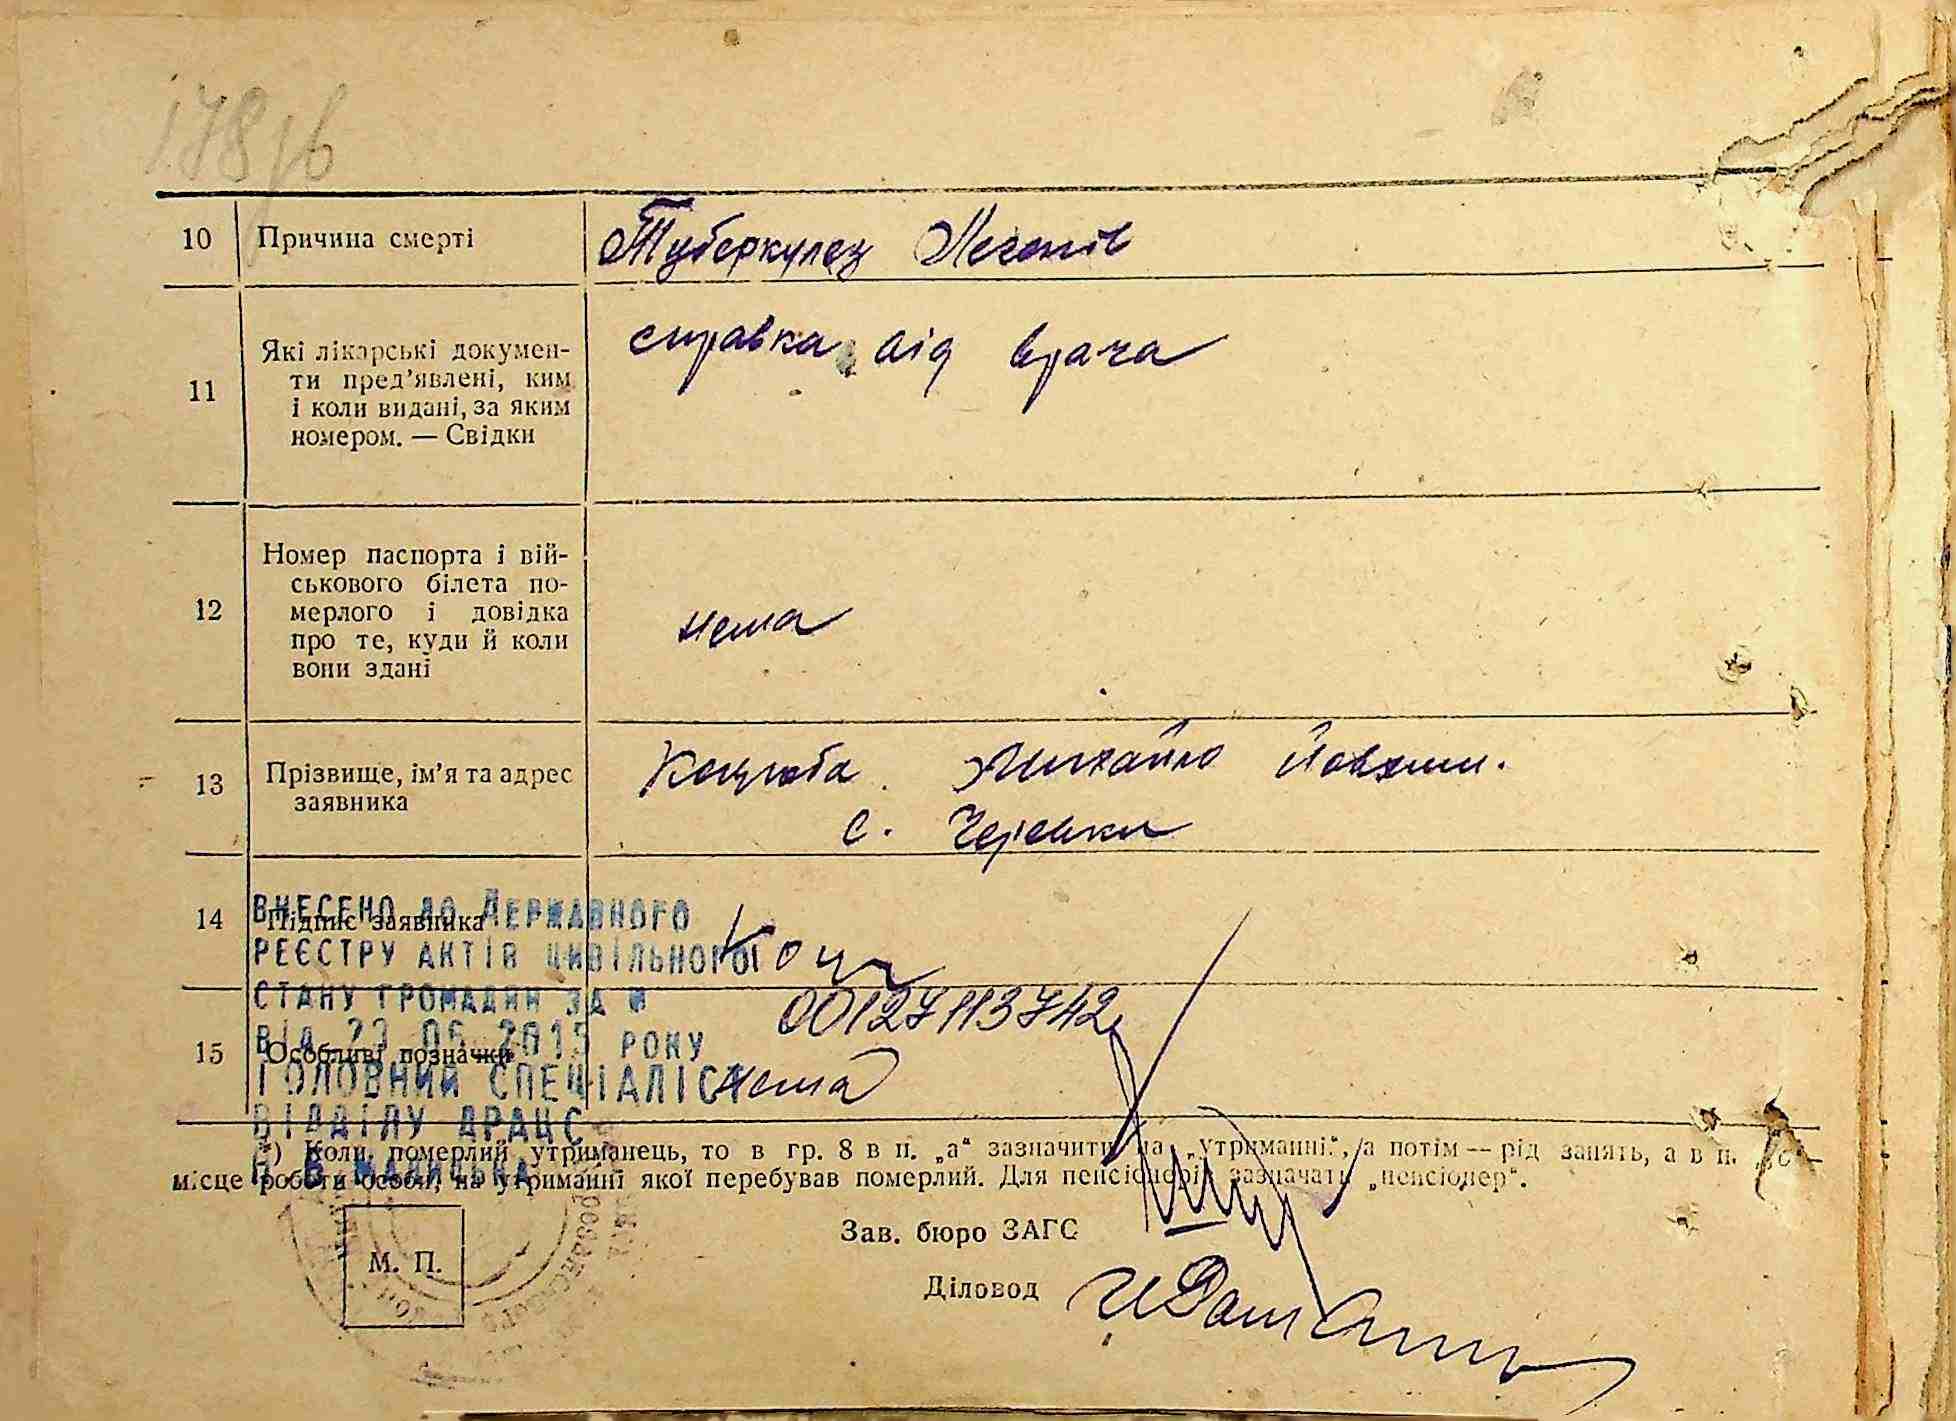 178 зв
10 Причина смерті Туберкулез Легенів
11 Які лікарські докумен-
ти пред’явлені, ким
і коли видані, за яким
номером. — Свідки
справка від врача
12 Номер паспорта і вій-
ськового білета по-
мерлого і довідка
про те, куди й коли
вони здані
нема
13 Прізвище, ім’я та адрес
заявника
Коцюба Михайло
с. Черепки
14 Підпис заявника Коц
ВНЕСЕНО ДО ДЕРЖАВНОГО
РЕЄСТРУ АКТІВ ЦИВІЛЬНОГО
СТАНУ ГРОМАДЯН ЗА №
00127113742
ВІД 06 2015 РОКУ
15 Особливі позначки нема
ГОЛОВНИЙ СПЕЦІАЛІСТ
ВІДДІЛУ ДРАЦС
*) Коли померлий утриманець, то в гр. 8 в п. „а“ зазначити на „утриманні“, а потім — рід занять, а в п.
місце роботи особи, на утриманні якої перебував померлий. Для пенсіонерів зазначать „пенсіонер“.
Зав. бюро ЗАГС
М. П.
Діловод